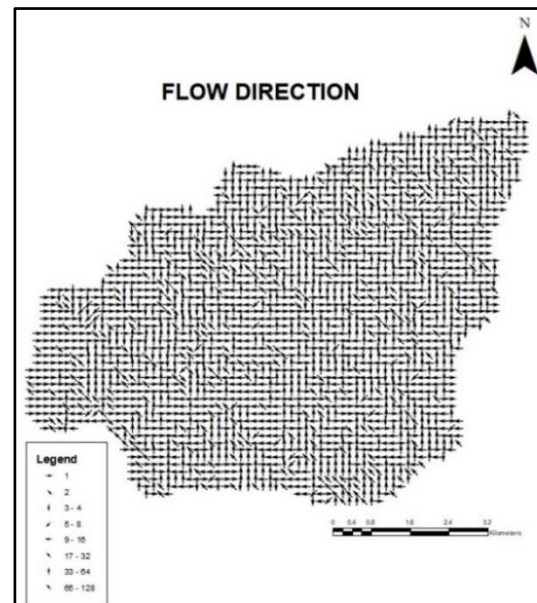 N
FLOW DIRECTION
Legend
1
2
3 - 4
5 - 8
9 - 16
17 - 32
33 - 64
65 - 128
0 0.4 0.8 1.6 2.4 3.2
Kilometers